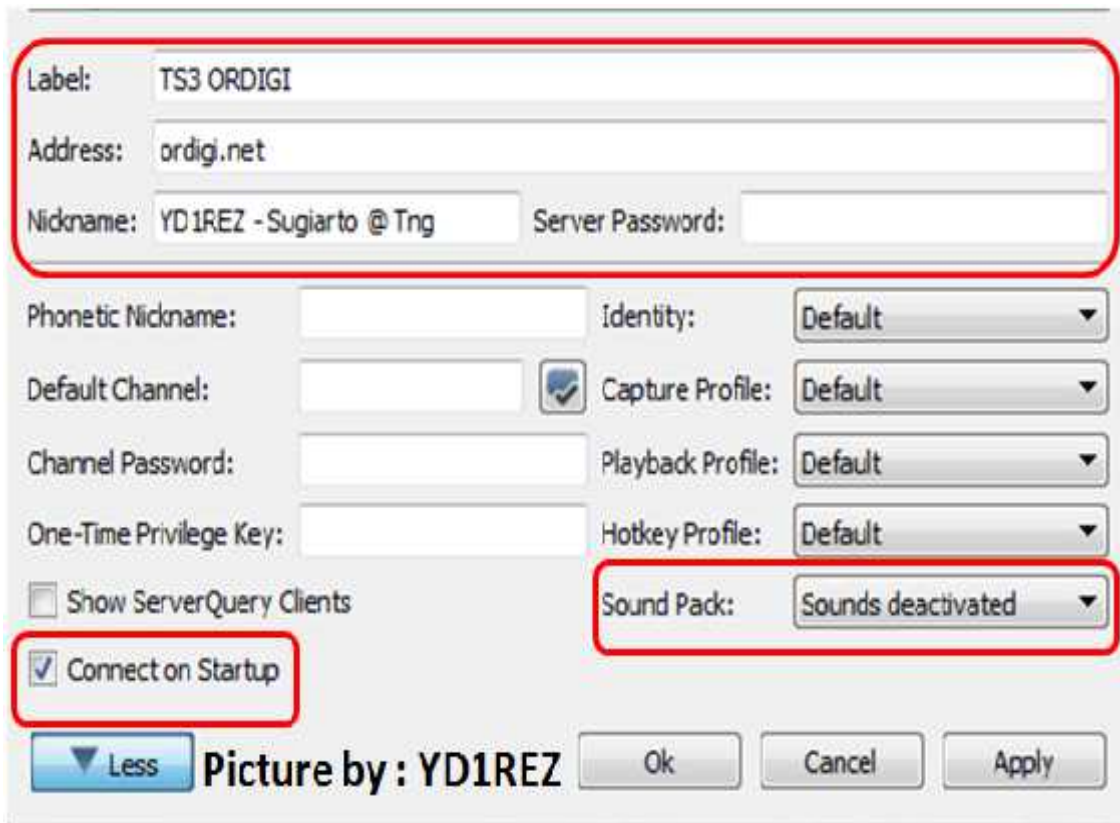 Label: TS3 ORDIGI
Address: ordigi.net
Nickname: YD1REZ - Sugiarto @ Tng Server Password:
Phonetic Nickname: Identity: Default
Default Channel: Capture Profile: Default
Channel Password: Playback Profile: Default
One-Time Privilege Key: Hotkey Profile: Default
Show ServerQuery Clients Sound Pack: Sounds deactivated
Connect on Startup
Less Picture by : YD1REZ Ok Cancel Apply